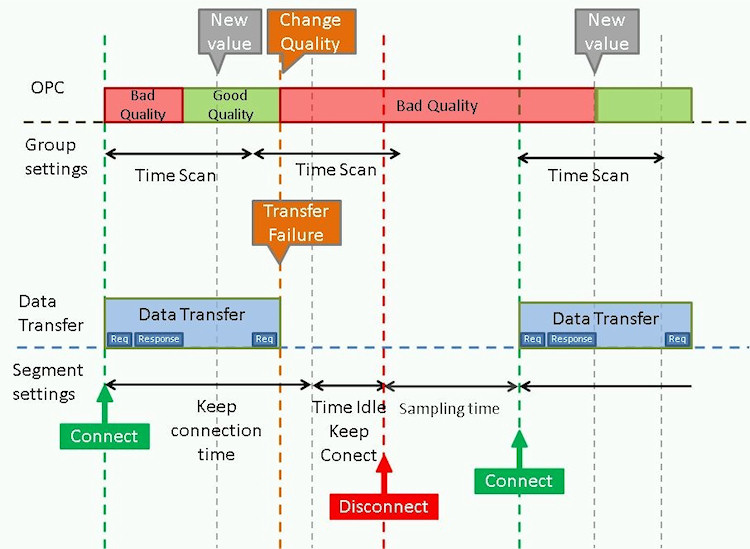 New
value
Change
Quality
New
value
OPC
Bad
Quality
Good
Quality
Bad Quality
Group
settings
Time Scan
Time Scan
Time Scan
Transfer
Failure
Data
Transfer
Data Transfer
Req
Response
Req
Data Transfer
Req
Response
Req
Segment
settings
Keep
connection
time
Time Idle
Keep
Conect
Sampling time
Connect
Disconnect
Connect